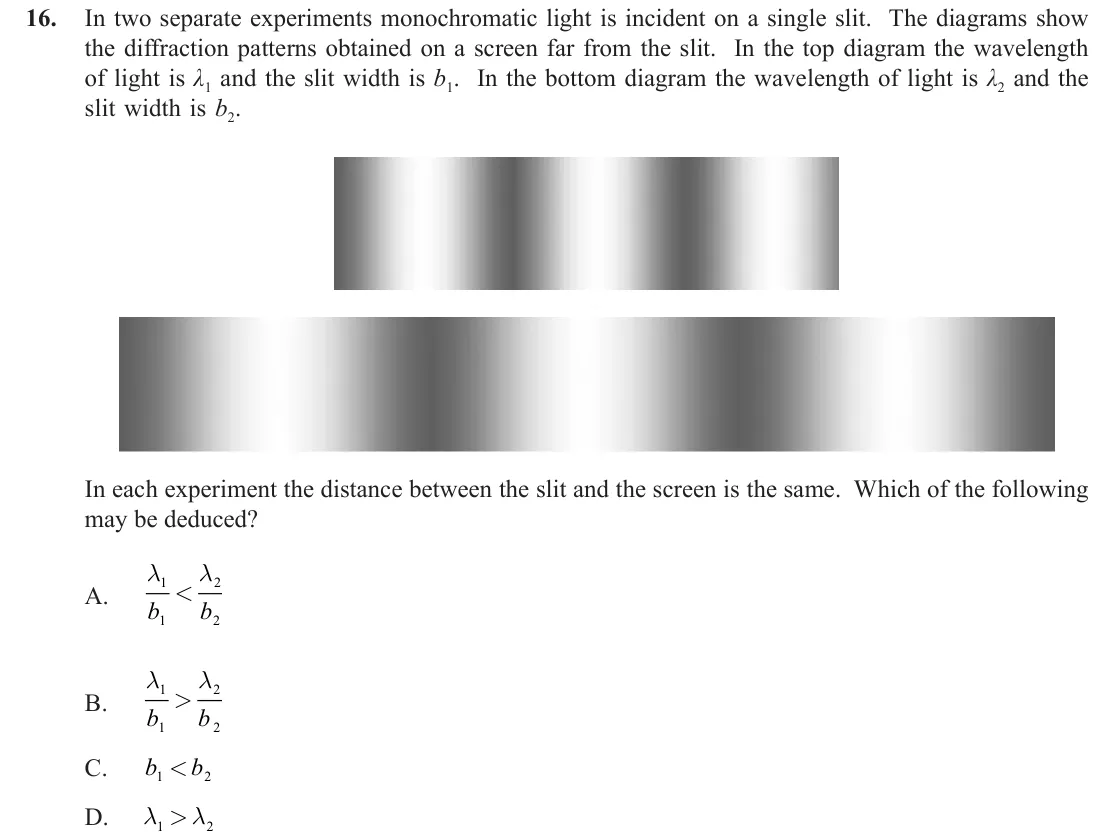 16. In two separate experiments monochromatic light is incident on a single slit. The diagrams show
the diffraction patterns obtained on a screen far from the slit. In the top diagram the wavelength
of light is λ₁ and the slit width is b₁. In the bottom diagram the wavelength of light is λ₂ and the
slit width is b₂.
In each experiment the distance between the slit and the screen is the same. Which of the following
may be deduced?
A. λ₁/b₁ < λ₂/b₂
B. λ₁/b₁ > λ₂/b₂
C. b₁ < b₂
D. λ₁ > λ₂